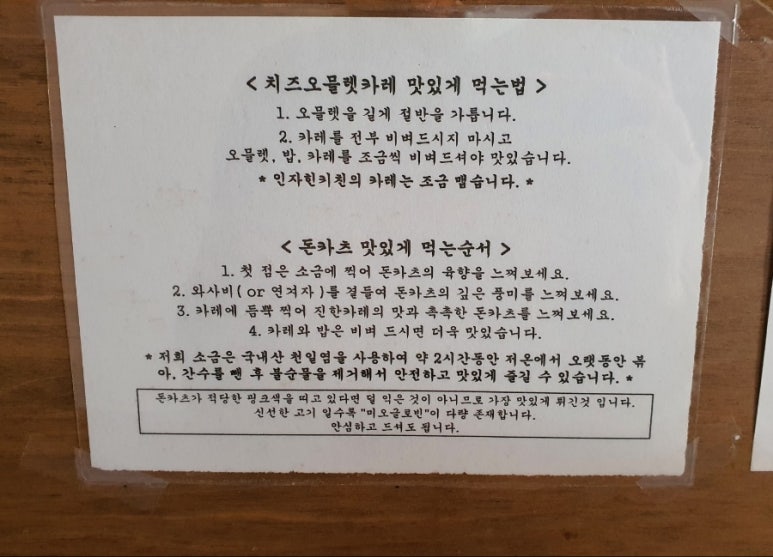 < 치즈오믈렛카레 맛있게 먹는법 >
1. 오믈렛을 길게 절반을 가릅니다.
2. 카레를 전부 비벼드시지 마시고
오믈렛, 밥, 카레를 조금씩 비벼드셔야 맛있습니다.
* 인자힌키친의 카레는 조금 맵습니다. *
< 돈카츠 맛있게 먹는순서 >
1. 첫 점은 소금에 찍어 돈카츠의 육향을 느껴보세요.
2. 와사비(or 연겨자)를 곁들여 돈카츠의 깊은 풍미를 느껴보세요.
3. 카레에 듬뿍 찍어 진한카레의 맛과 촉촉한 돈카츠를 느껴보세요.
4. 카레와 밥은 비벼 드시면 더욱 맛있습니다.
* 저희 소금은 국내산 천일염을 사용하여 약 2시간동안 저온에서 오랫동안 볶
아, 간수를 뺀 후 불순물을 제거해서 안전하고 맛있게 즐길 수 있습니다. *
돈카츠가 적당한 핑크색을 띠고 있다면 덜 익은 것이 아니므로 가장 맛있게 튀긴것 입니다.
신선한 고기 일수록 "미오글로빈"이 다량 존재합니다.
안심하고 드셔도 됩니다.